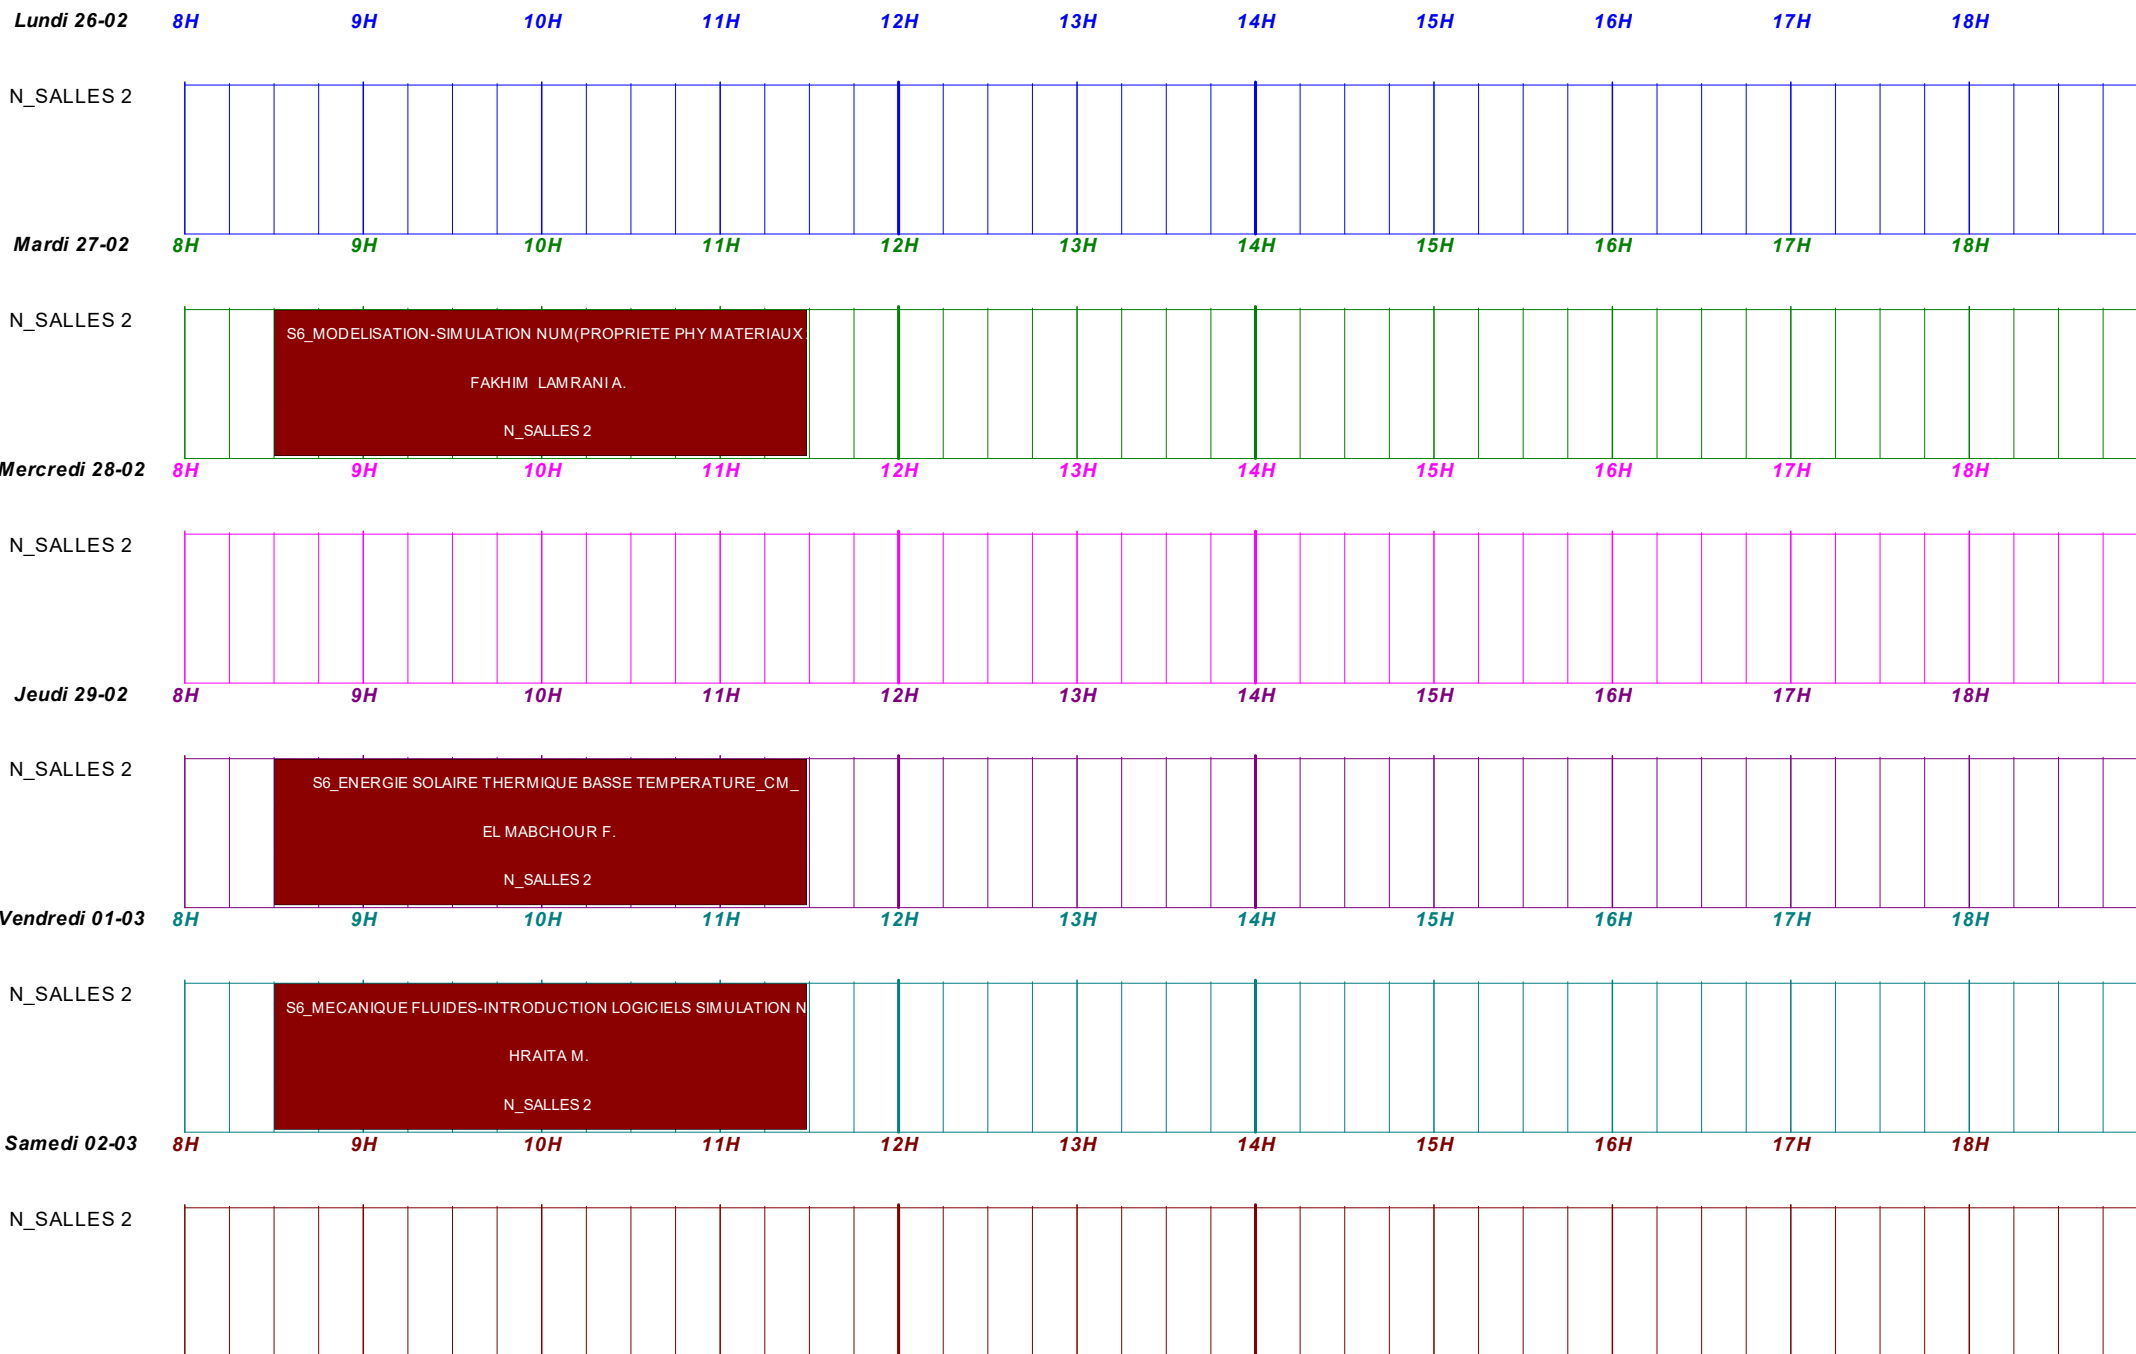 Lundi 26-02 8H 9H 10H 11H 12H 13H 14H 15H 16H 17H 18H
N_SALLES 2
Mardi 27-02 8H 9H 10H 11H 12H 13H 14H 15H 16H 17H 18H
N_SALLES 2
S6_MODELISATION-SIMULATION NUM(PROPRIETE PHY MATERIAUX
FAKHIM LAMRANI A.
N_SALLES 2
Mercredi 28-02 8H 9H 10H 11H 12H 13H 14H 15H 16H 17H 18H
N_SALLES 2
Jeudi 29-02 8H 9H 10H 11H 12H 13H 14H 15H 16H 17H 18H
N_SALLES 2
S6_ENERGIE SOLAIRE THERMIQUE BASSE TEMPERATURE_CM_
EL MABCHOUR F.
N_SALLES 2
Vendredi 01-03 8H 9H 10H 11H 12H 13H 14H 15H 16H 17H 18H
N_SALLES 2
S6_MECANIQUE FLUIDES-INTRODUCTION LOGICIELS SIMULATION N
HRAITA M.
N_SALLES 2
Samedi 02-03 8H 9H 10H 11H 12H 13H 14H 15H 16H 17H 18H
N_SALLES 2